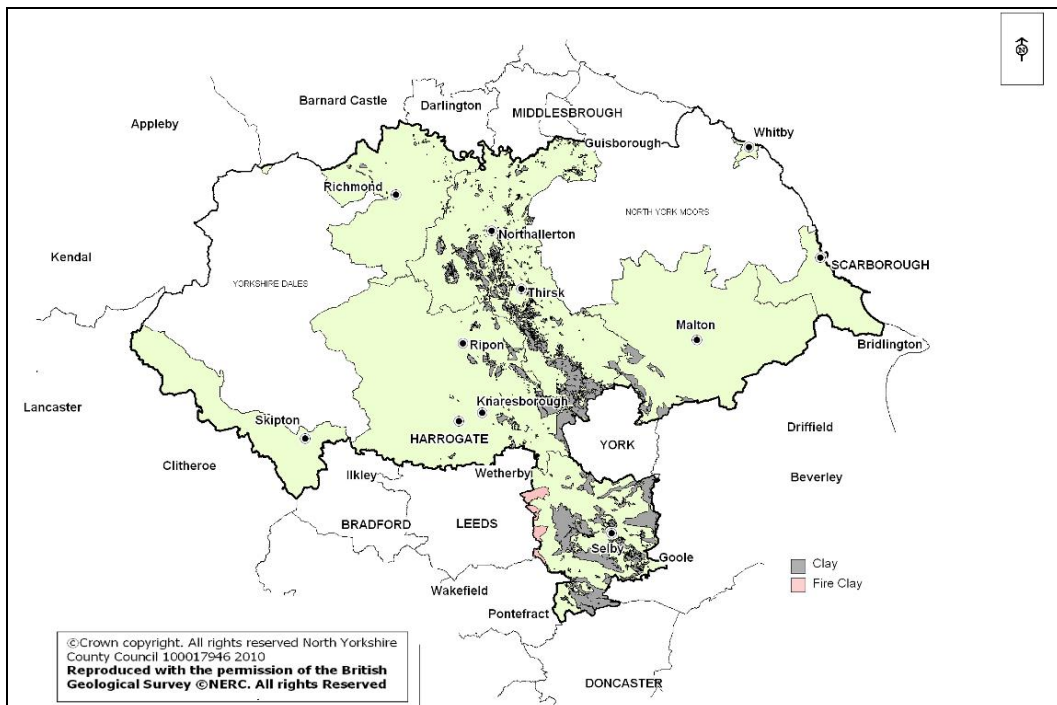 N
Barnard Castle
Darlington
MIDDLESBROUGH
Appleby
Guisborough
Whitby
Richmond
NORTH YORK MOORS
Northallerton
Kendal
SCARBOROUGH
YORKSHIRE DALES
Thirsk
Malton
Ripon
Bridlington
Lancaster
Knaresborough
Skipton
HARROGATE
YORK
Driffield
Clitheroe
Ilkley
Wetherby
Beverley
BRADFORD
LEEDS
Selby
Goole
Clay
Fire Clay
Wakefield
Pontefract
DONCASTER
©Crown copyright. All rights reserved North Yorkshire
County Council 100017946 2010
Reproduced with the permission of the British
Geological Survey ©NERC. All rights Reserved